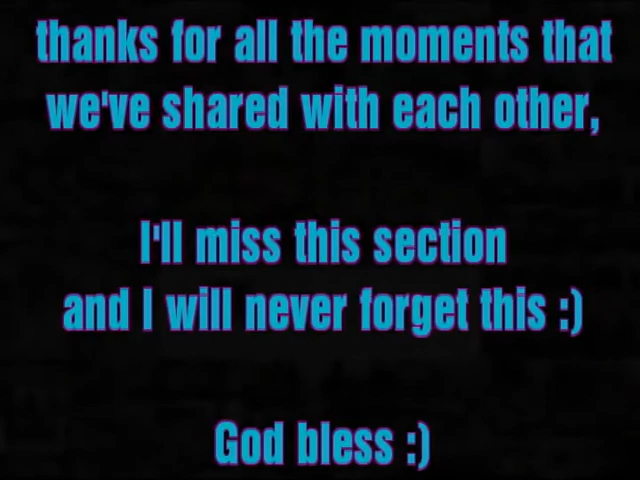 thanks for all the moments that
we've shared with each other,
I'll miss this section
and I will never forget this :)
God bless :)